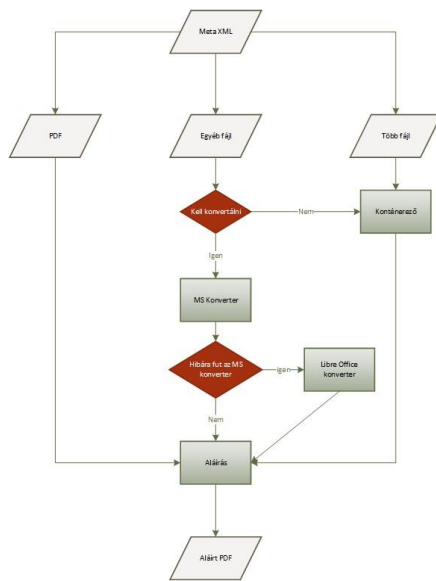 Meta XML
PDF
Egyéb fájl
Több fájl
Kell konvertálni
Nem
Konténerező
Igen
MS Konverter
Hibára fut az MS
konverter
igen
Libre Office
konverter
Nem
Aláírás
Aláírt PDF